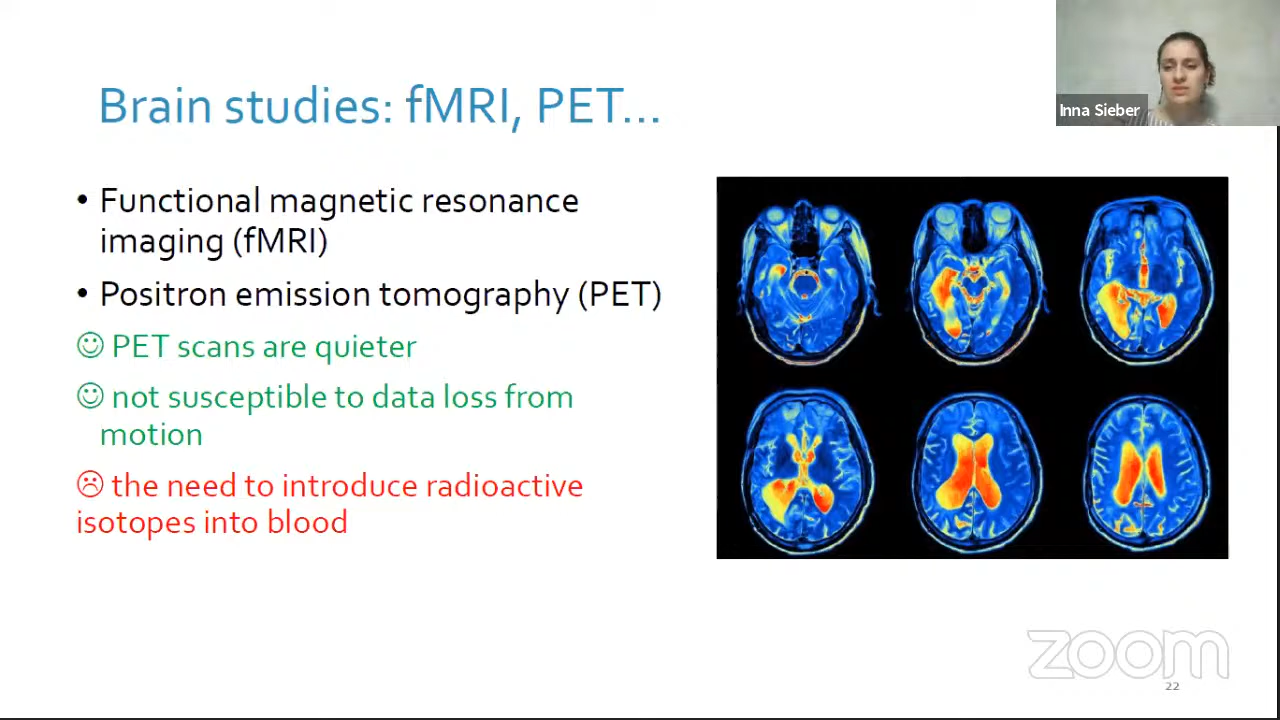 Brain studies: fMRI, PET...
Inna Sieber
• Functional magnetic resonance
imaging (fMRI)
• Positron emission tomography (PET)
☺ PET scans are quieter
☺ not susceptible to data loss from
motion
☹ the need to introduce radioactive
isotopes into blood
zoom
22